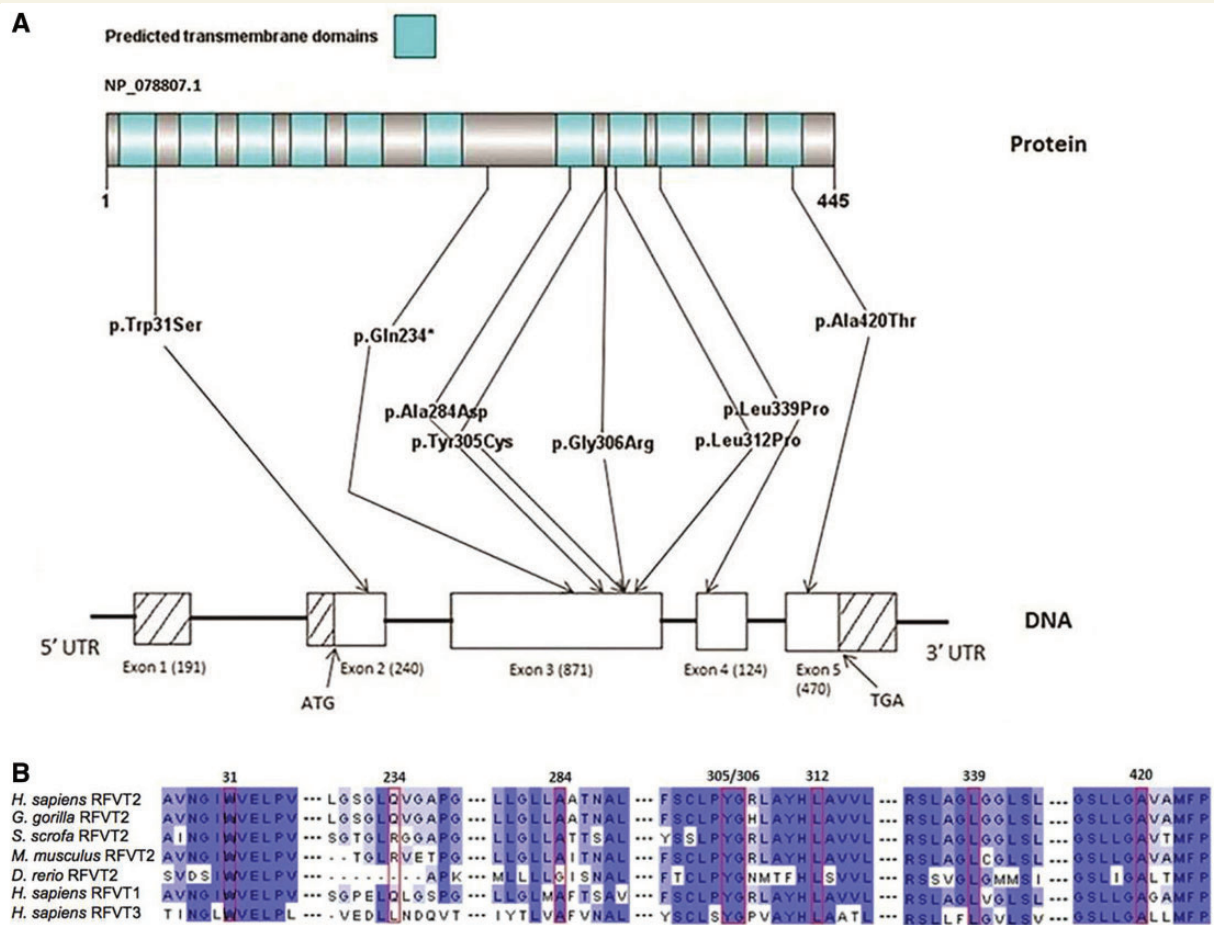 A
Predicted transmembrane domains
NP_078807.1
Protein
1
445
p.Trp31Ser
p.Gln234*
p.Ala420Thr
p.Ala284Asp
p.Leu339Pro
p.Tyr305Cys
p.Gly306Arg
p.Leu312Pro
DNA
5' UTR
3' UTR
Exon 1 (191)
Exon 2 (240)
Exon 3 (871)
Exon 4 (124)
Exon 5
(470)
ATG
TGA
B
31 234 284 305/306 312 339 420
H. sapiens RFVT2 AVNGIWVELPV --- LGSGLQVGAPG --- LLGLLAATNAL --- FSCLPYGRLAYHLAVVL --- RSLAGLGGLSL --- GSLLGAVAMFP
G. gorilla RFVT2 AVNGIWVELPV --- LGSGLQVGAPG --- LLGLLAATNAL --- FSCLPYGHLAYHLAVVL --- RSLAGLGGLSL --- GSLLGAVAMFP
S. scrofa RFVT2 AINGIWVELPV --- LGTGLRGGAPG --- LLGLLATTSAL --- YSSLPYGRLAYHLAVVL --- RSLAGLGGLSL --- GSLLGAVTMFP
M. musculus RFVT2 AVNGIWVELPV --- --TGLRVETPG --- LLGLLAITNAL --- FSCLPYGRLAYHLAVVL --- RSLAGLCGLSL --- GSLLGAVAMFP
D. rerio RFVT2 SVDSIWVELPV --- --------APK --- MLLLLGISNAL --- FTCLPYGNMTFHLSVVL --- RSSVGLGMMSI --- GSLIGALTMFP
H. sapiens RFVT1 AVNGIWVELPV --- SGPELQLGSPG --- LLGLMAFTSAV --- YSCLPYGRLAYHLAVVL --- RSLAGLGVLSL --- GSLLGAGAMFP
H. sapiens RFVT3 TINGLWVELPL --- -VEDLLNDQVT --- IYTLVAFVNAL --- YSCLSYGPVAYHLAATL --- RSLLFLGVLSV --- GSLLGALLMFP